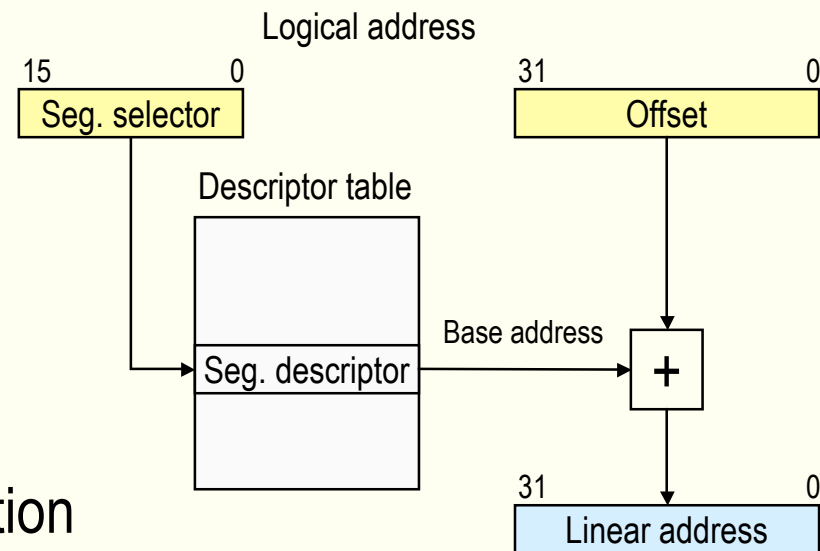 Logical address
15 0 31 0
Seg. selector Offset
Descriptor table
Base address
Seg. descriptor +
31 0
tion
Linear address